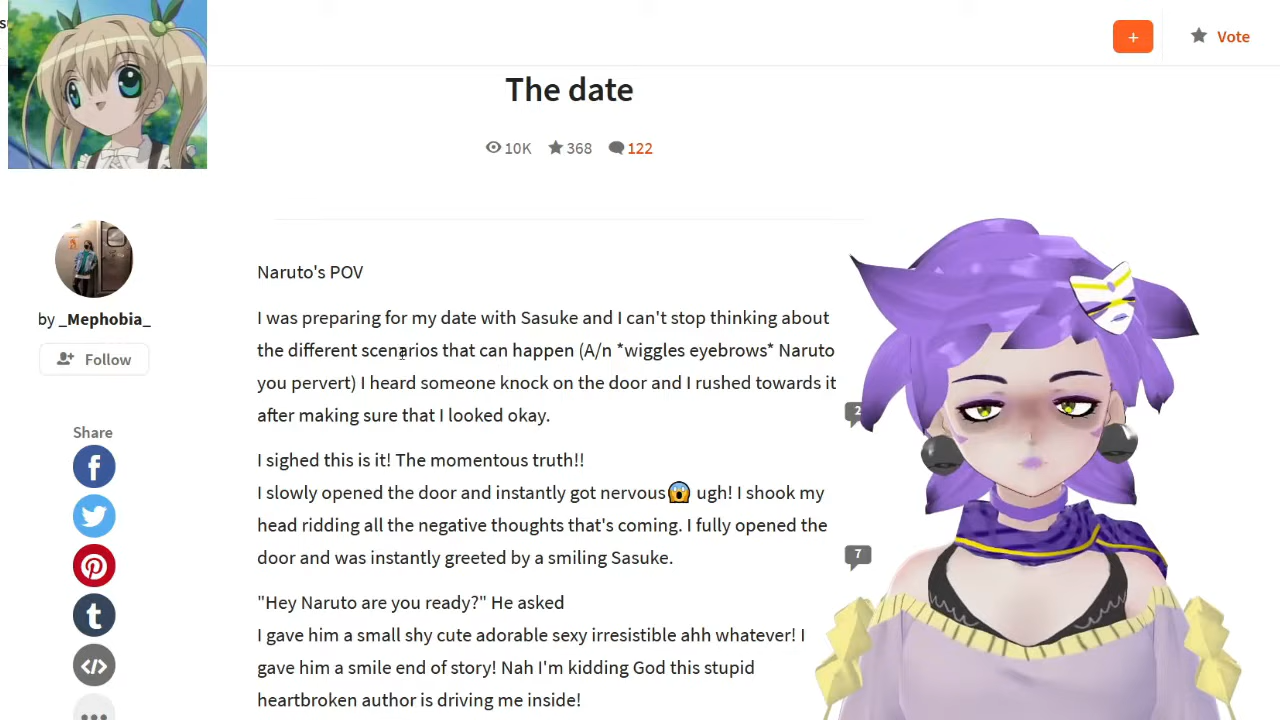 s
+
Vote
The date
10K 368 122
by _Mephobia_
Follow
Share
Naruto's POV
I was preparing for my date with Sasuke and I can't stop thinking about
the different scenarios that can happen (A/n *wiggles eyebrows* Naruto
you pervert) I heard someone knock on the door and I rushed towards it
after making sure that I looked okay.
2
I sighed this is it! The momentous truth!!
I slowly opened the door and instantly got nervous😱 ugh! I shook my
head ridding all the negative thoughts that's coming. I fully opened the
door and was instantly greeted by a smiling Sasuke.
7
"Hey Naruto are you ready?" He asked
I gave him a small shy cute adorable sexy irresistible ahh whatever! I
gave him a smile end of story! Nah I'm kidding God this stupid
heartbroken author is driving me inside!